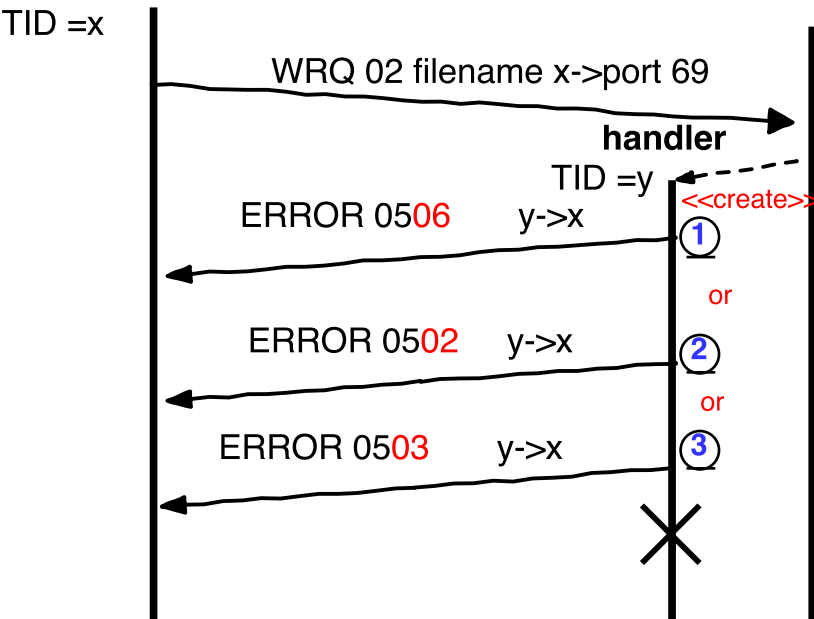 TID =x
WRQ 02 filename x->port 69
handler
TID =y
<<create>>
ERROR 0506 y->x
1
or
ERROR 0502 y->x
2
or
ERROR 0503 y->x
3